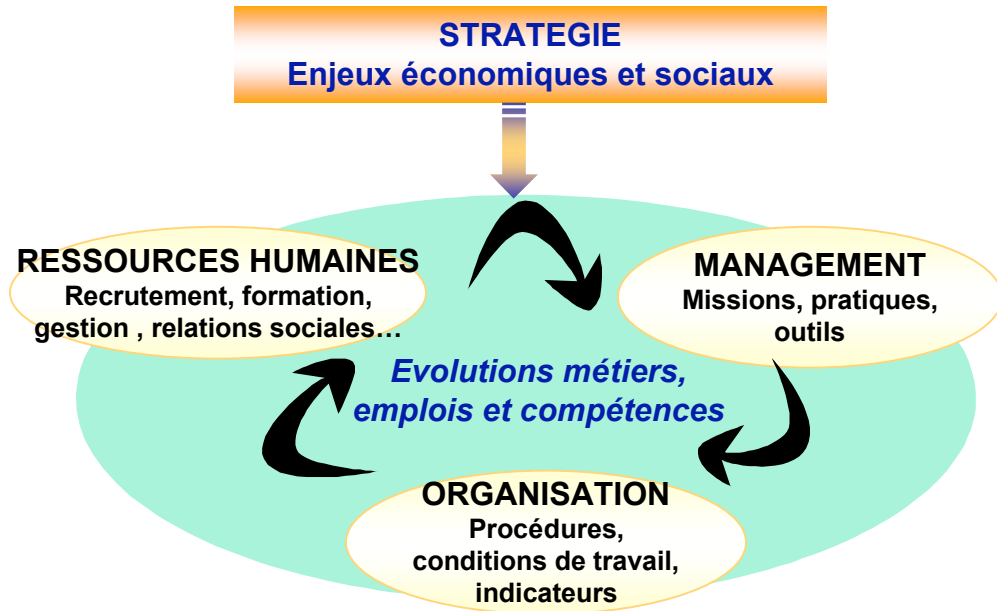 STRATEGIE
Enjeux économiques et sociaux
RESSOURCES HUMAINES
Recrutement, formation,
gestion , relations sociales…
MANAGEMENT
Missions, pratiques,
outils
Evolutions métiers,
emplois et compétences
ORGANISATION
Procédures,
conditions de travail,
indicateurs